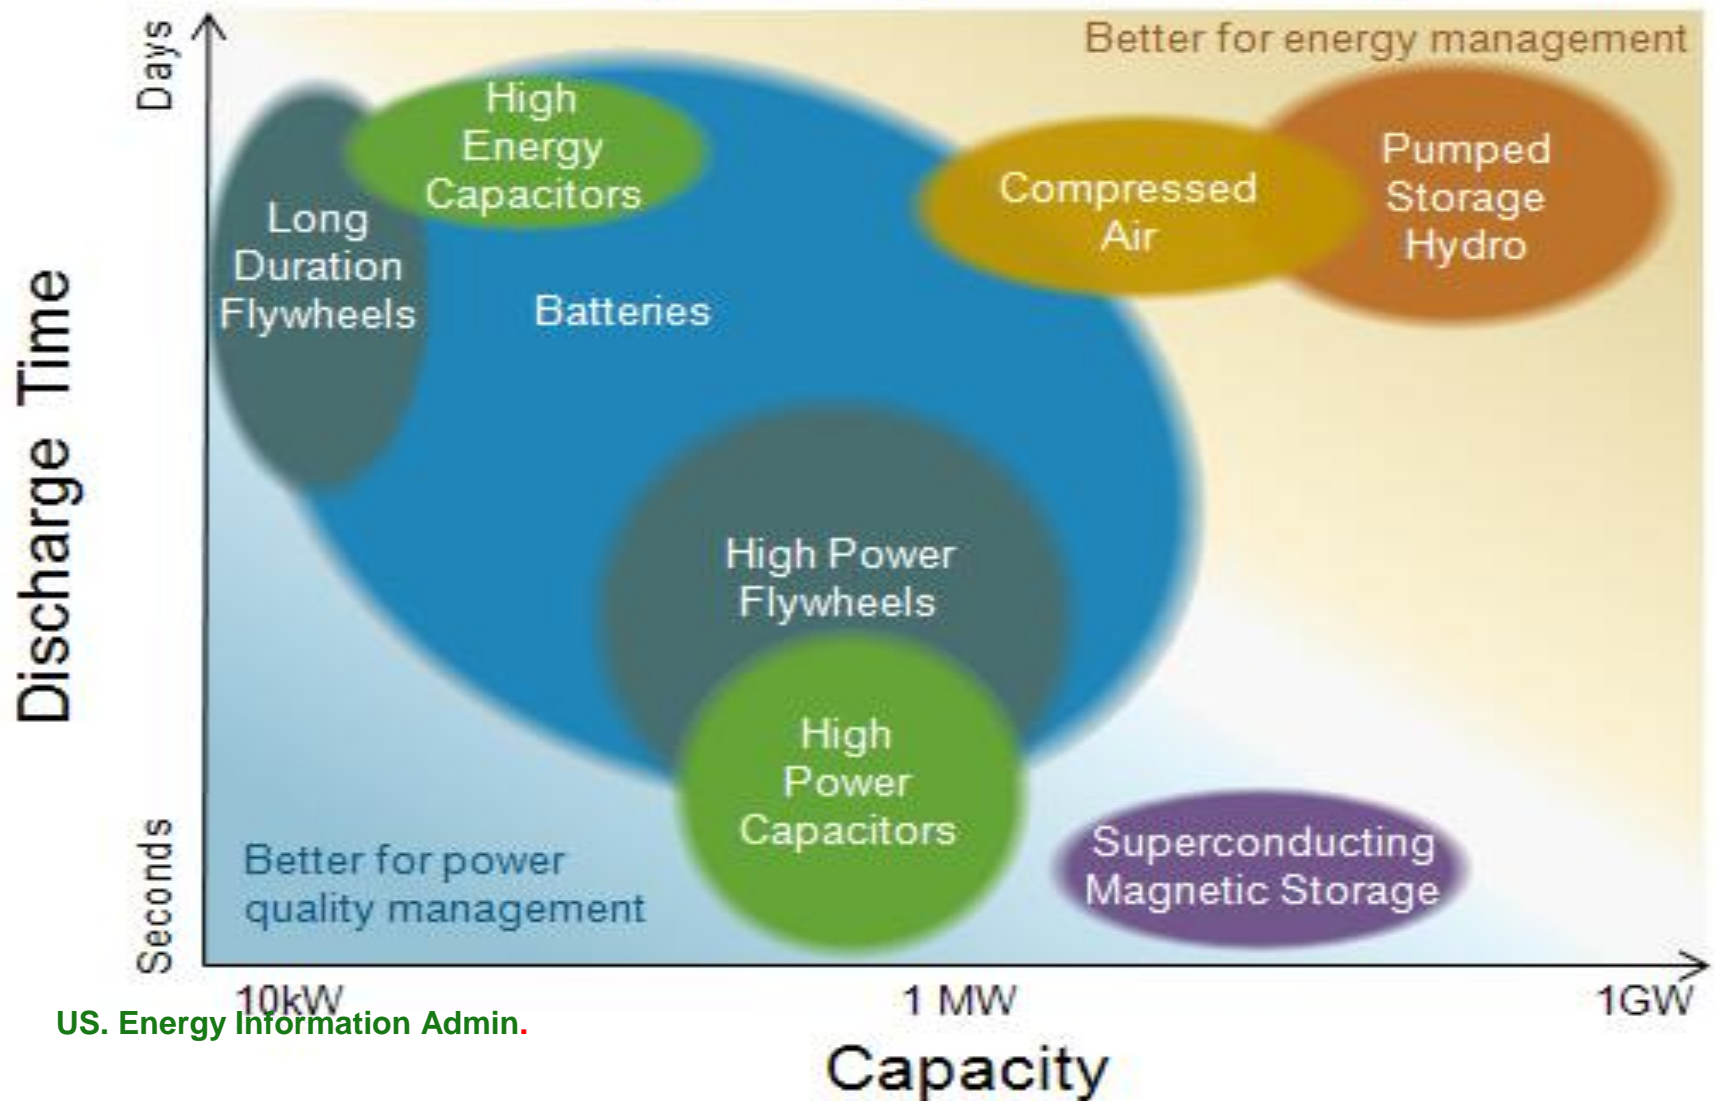 Days
Better for energy management
High
Energy
Capacitors
Pumped
Storage
Hydro
Compressed
Air
Long
Duration
Flywheels
Batteries
Discharge Time
High Power
Flywheels
High
Power
Capacitors
Superconducting
Magnetic Storage
Better for power
quality management
Seconds
10kW
1 MW
1GW
US. Energy Information Admin.
Capacity